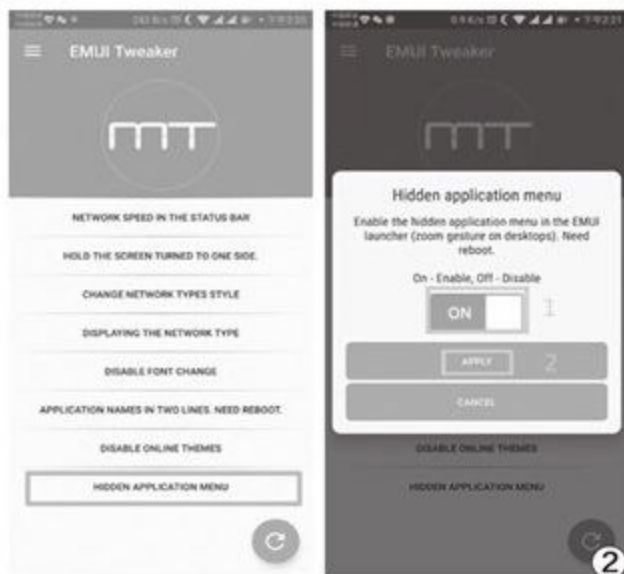 EMUI Tweaker
MT
NETWORK SPEED IN THE STATUS BAR
HOLD THE SCREEN TURNED TO ONE SIDE.
CHANGE NETWORK TYPES STYLE
DISPLAYING THE NETWORK TYPE
DISABLE FONT CHANGE
APPLICATION NAMES IN TWO LINES. NEED REBOOT.
DISABLE ONLINE THEMES
HIDDEN APPLICATION MENU
EMUI Tweaker
MT
Hidden application menu
Enable the hidden application menu in the EMUI
launcher (zoom gesture on desktops). Need
reboot.
On - Enable, Off - Disable
ON
1
APPLY
2
CANCEL
DISABLE ONLINE THEMES
HIDDEN APPLICATION MENU
②